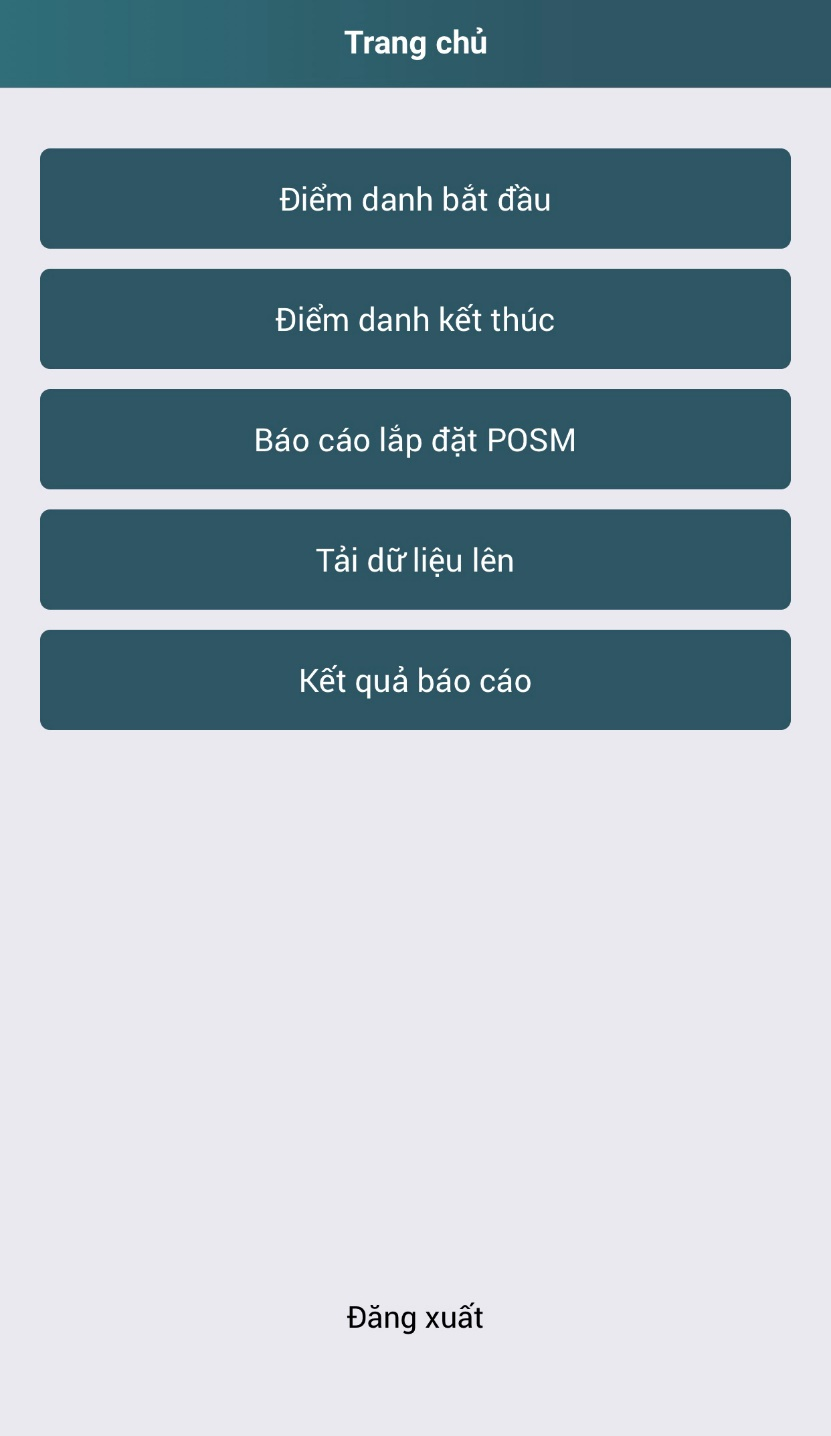 Trang chủ
Điểm danh bắt đầu
Điểm danh kết thúc
Báo cáo lắp đặt POSM
Tải dữ liệu lên
Kết quả báo cáo
Đăng xuất